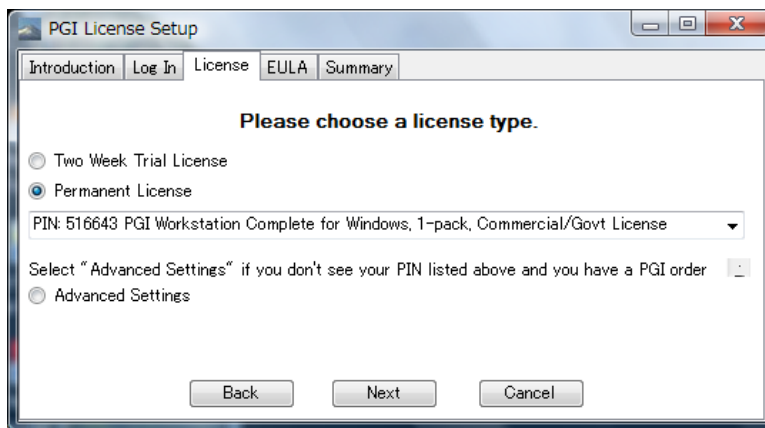 PGI License Setup
Introduction Log In License EULA Summary
Please choose a license type.
Two Week Trial License
Permanent License
PIN: 516643 PGI Workstation Complete for Windows, 1-pack, Commercial/Govt License
Select "Advanced Settings" if you don't see your PIN listed above and you have a PGI order
Advanced Settings
Back Next Cancel